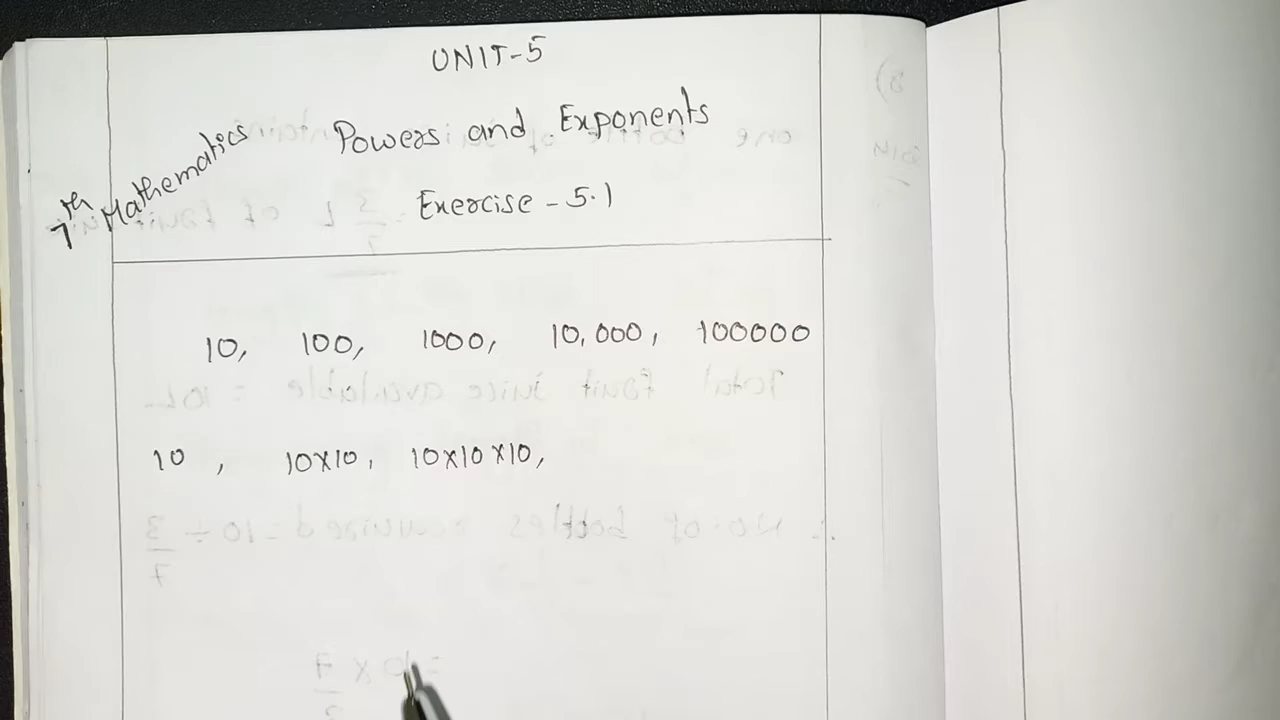 UNIT-5
Powers and Exponents
7th Mathematics
Exercise - 5.1
10, 100, 1000, 10,000, 100000
10, 10x10, 10x10x10,